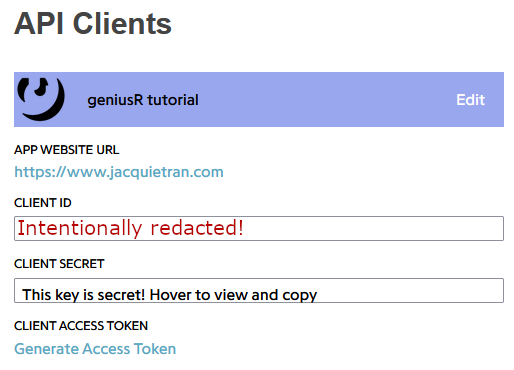 API Clients
geniusR tutorial
Edit
APP WEBSITE URL
https://www.jacquietran.com
CLIENT ID
Intentionally redacted!
CLIENT SECRET
This key is secret! Hover to view and copy
CLIENT ACCESS TOKEN
Generate Access Token